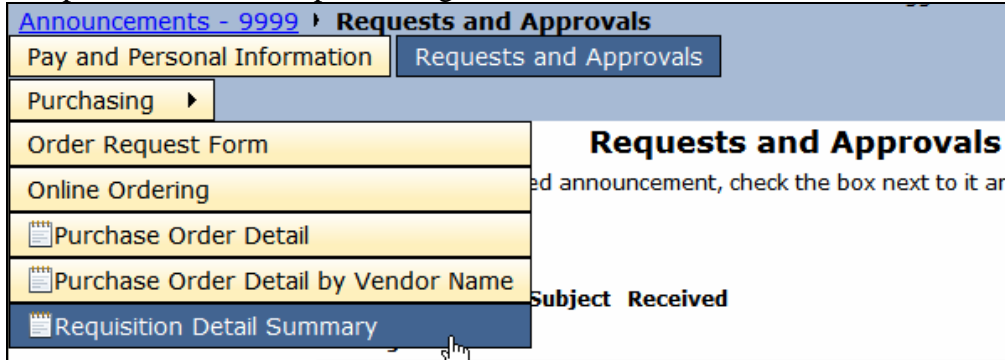 Announcements - 9999 ▸ Requests and Approvals
Pay and Personal Information Requests and Approvals
Purchasing ▸
Order Request Form
Requests and Approvals
Online Ordering
ed announcement, check the box next to it
Purchase Order Detail
Purchase Order Detail by Vendor Name
Subject Received
Requisition Detail Summary